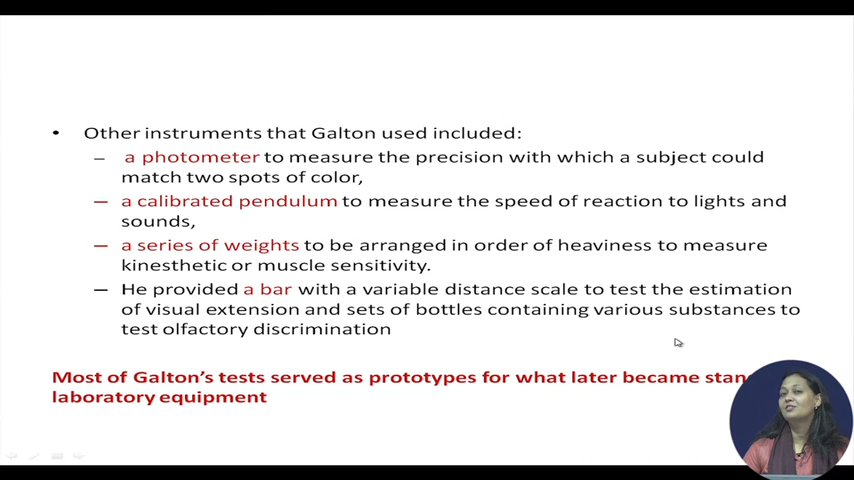 • Other instruments that Galton used included:
– a photometer to measure the precision with which a subject could
match two spots of color,
– a calibrated pendulum to measure the speed of reaction to lights and
sounds,
– a series of weights to be arranged in order of heaviness to measure
kinesthetic or muscle sensitivity.
– He provided a bar with a variable distance scale to test the estimation
of visual extension and sets of bottles containing various substances to
test olfactory discrimination
Most of Galton's tests served as prototypes for what later became
laboratory equipment